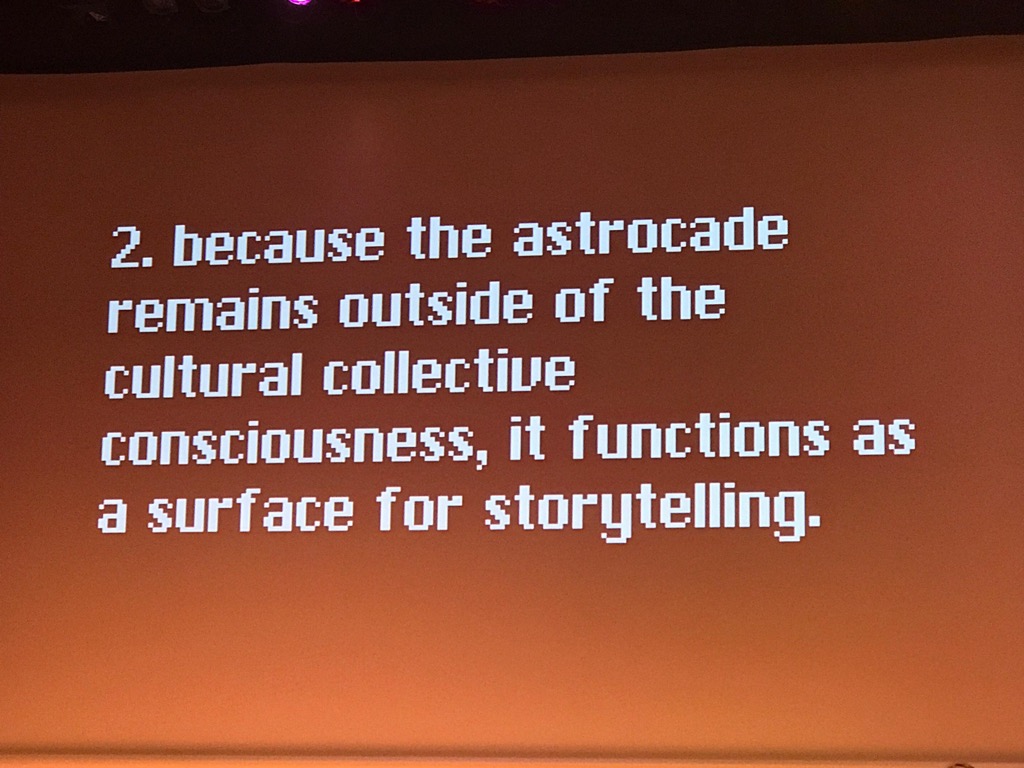 2. because the astrocade
remains outside of the
cultural collective
consciousness, it functions as
a surface for storytelling.